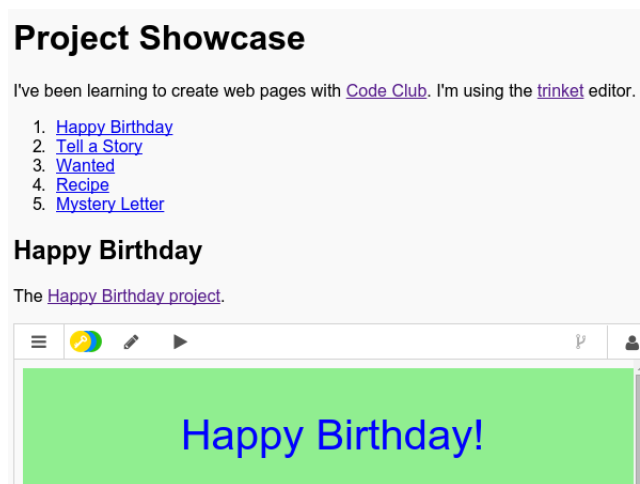 Project Showcase
I've been learning to create web pages with Code Club. I'm using the trinket editor.
1. Happy Birthday
2. Tell a Story
3. Wanted
4. Recipe
5. Mystery Letter
Happy Birthday
The Happy Birthday project.
Happy Birthday!